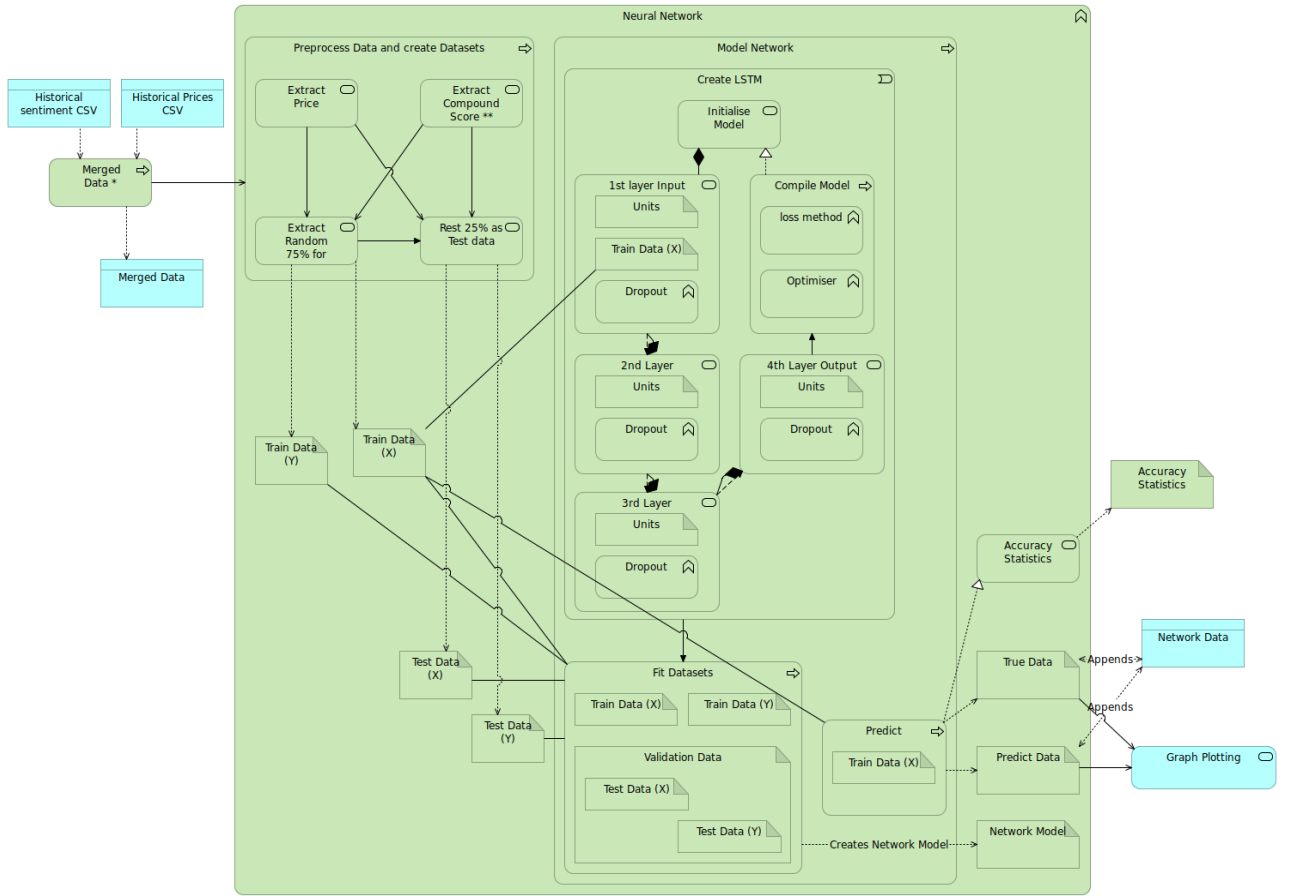 Neural Network
Preprocess Data and create Datasets
Model Network
Create LSTM
Historical
sentiment CSV
Historical Prices
CSV
Extract
Price
Extract
Compound
Score **
Initialise
Model
Merged
Data *
1st layer Input
Units
Train Data (X)
Dropout
Compile Model
loss method
Optimiser
Extract
Random
75% for
Rest 25% as
Test data
Merged Data
2nd Layer
Units
Dropout
4th Layer Output
Units
Dropout
Train Data
(Y)
Train Data
(X)
3rd Layer
Units
Dropout
Accuracy
Statistics
Accuracy
Statistics
Test Data
(X)
Test Data
(Y)
Fit Datasets
Train Data (X)
Train Data (Y)
Validation Data
Test Data (X)
Test Data (Y)
Predict
Train Data (X)
True Data
Appends
Network Data
Appends
Predict Data
Graph Plotting
Creates Network Model
Network Model